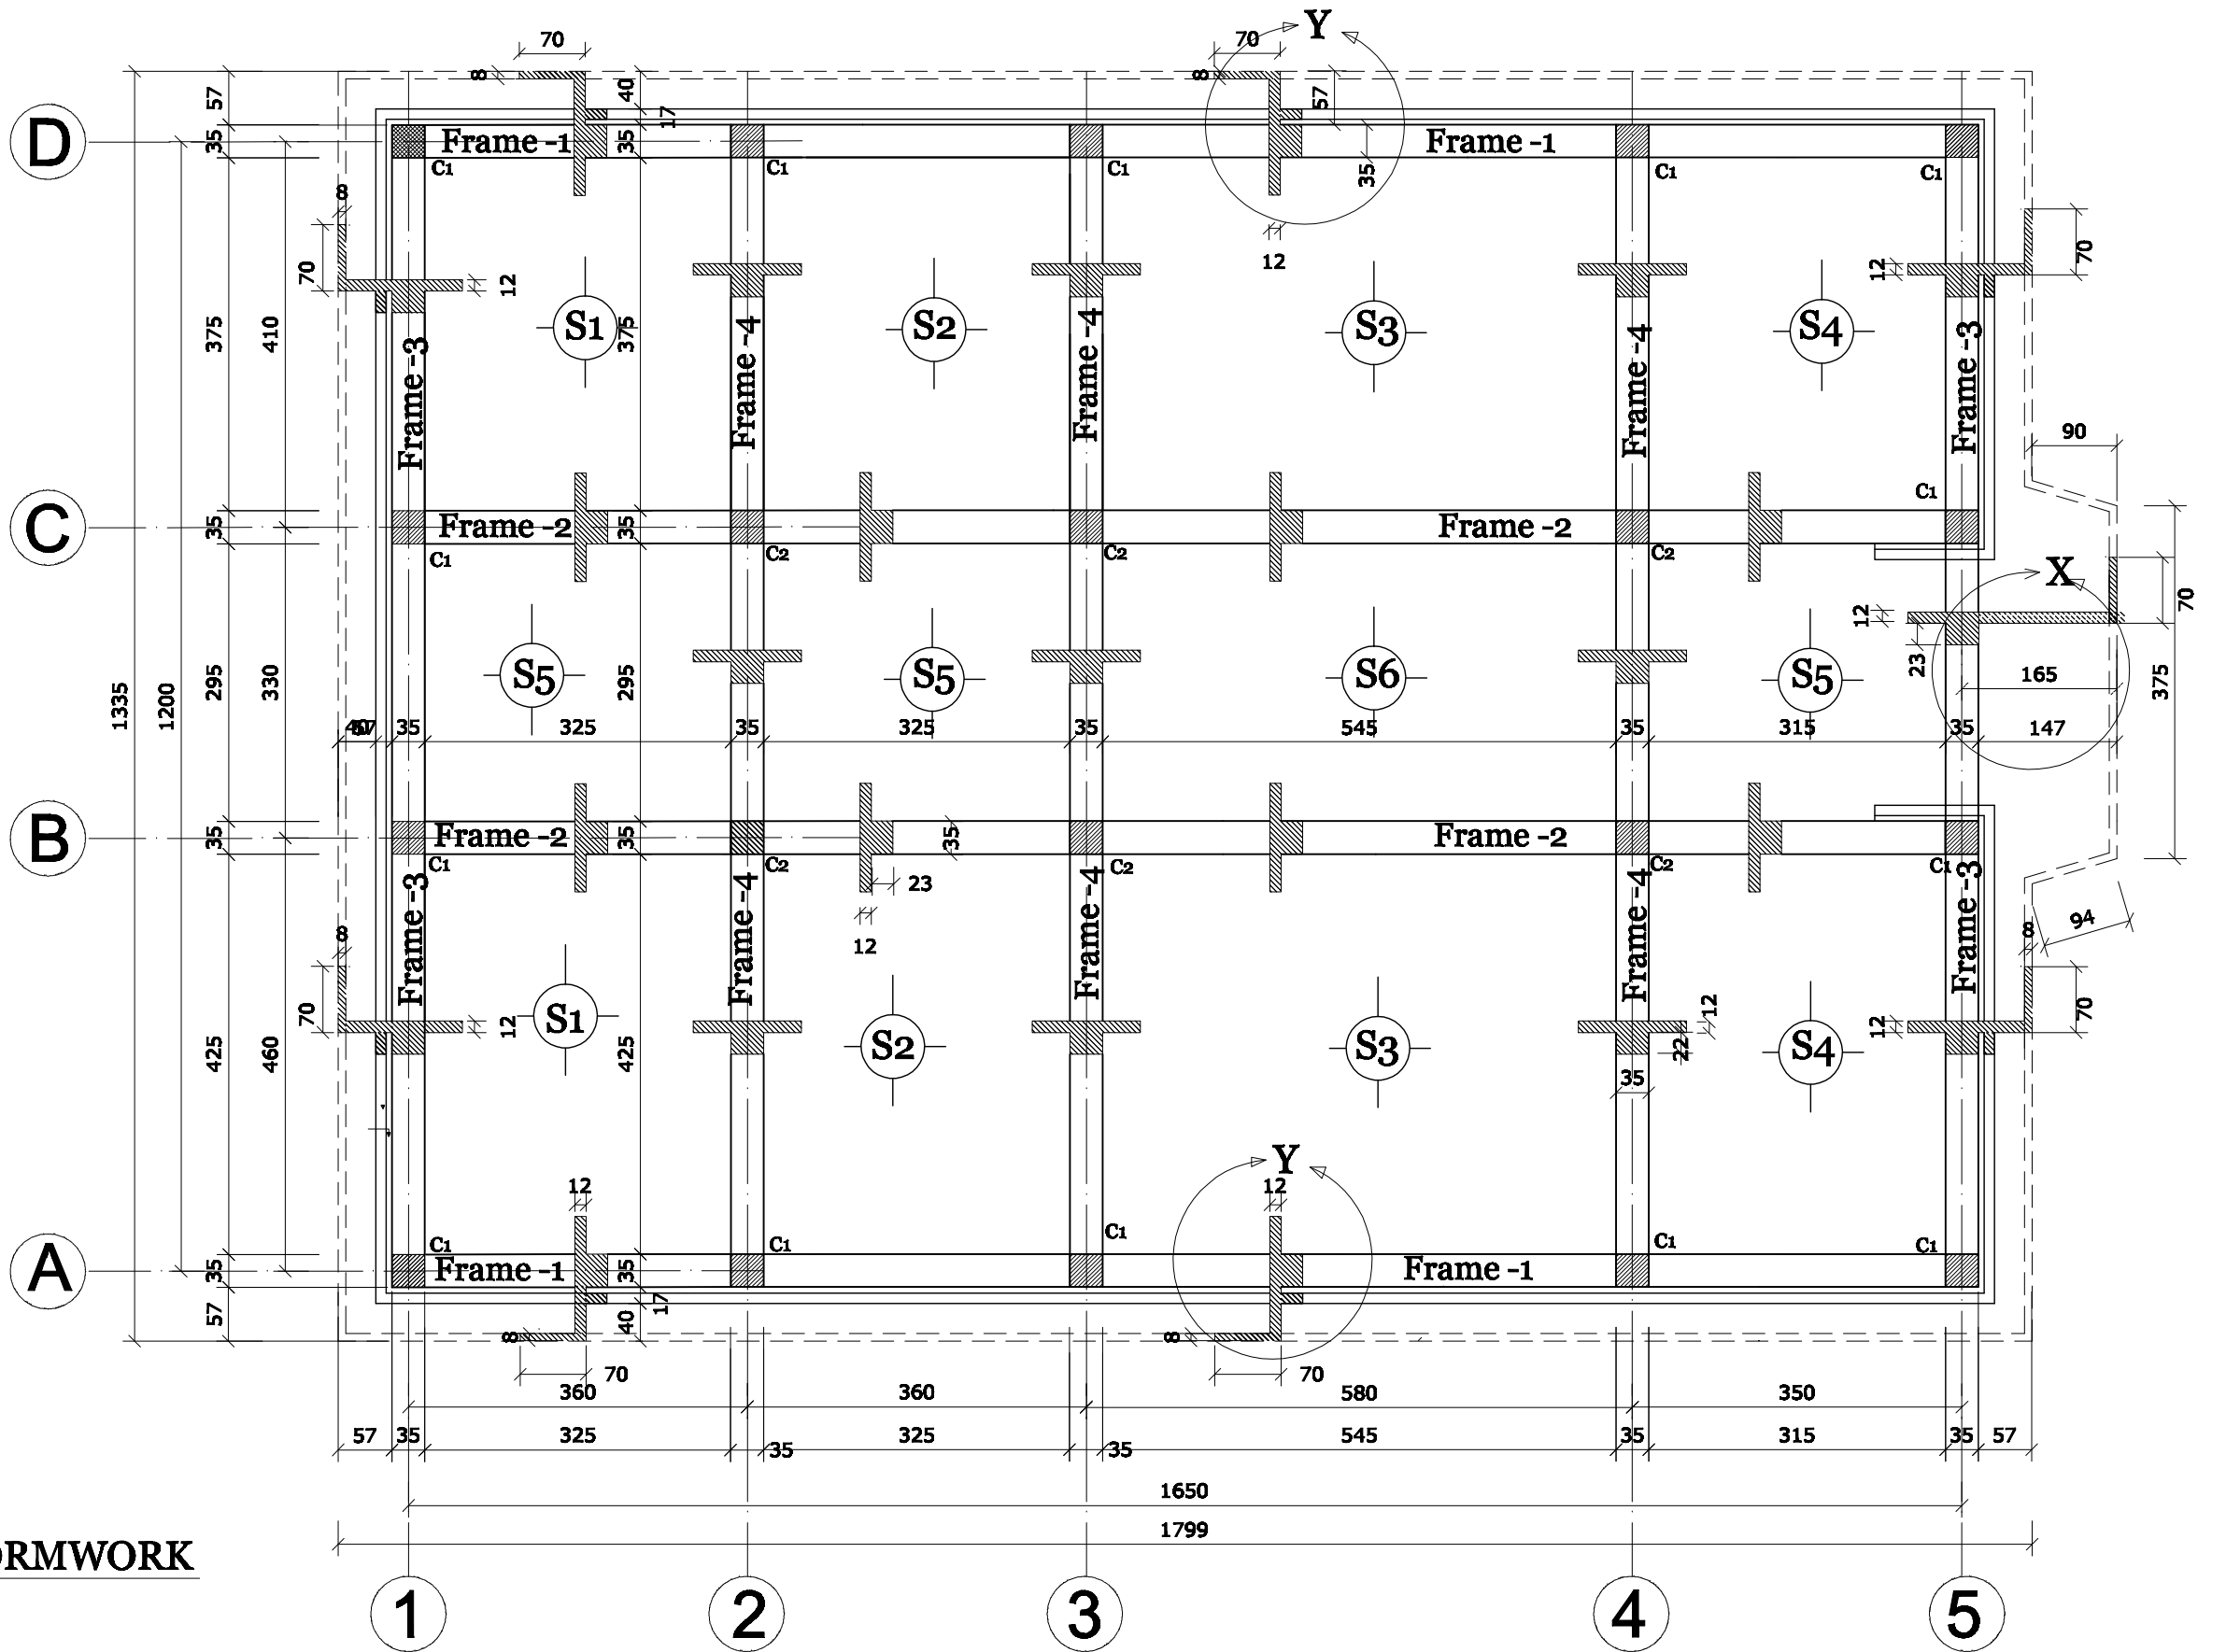 70
70
Y
8
8
57
40
17
57
D
35
Frame -1
35
Frame -1
35
C1
C1
C1
C1
C1
8
70
12
12
12
70
375
410
S1
375
S2
S3
S4
Frame -3
Frame -4
Frame -4
Frame -4
Frame -3
90
C1
C
35
Frame -2
35
Frame -2
C1
C2
C2
C2
X
70
12
23
1335
1200
295
330
S5
295
S5
S6
S5
165
375
40
57
35
325
35
325
35
545
35
315
35
147
B
35
Frame -2
35
35
Frame -2
C1
C2
C2
C2
C1
23
12
94
8
8
Frame -3
Frame -4
Frame -4
Frame -4
Frame -3
70
12
12
12
70
22
35
425
460
S1
425
S2
S3
S4
12
Y
12
C1
C1
C1
C1
C1
A
35
Frame -1
35
Frame -1
57
40
17
8
8
70
70
360
360
580
350
57
35
325
35
325
35
545
35
315
35
57
1650
1799
ORMWORK
1
2
3
4
5